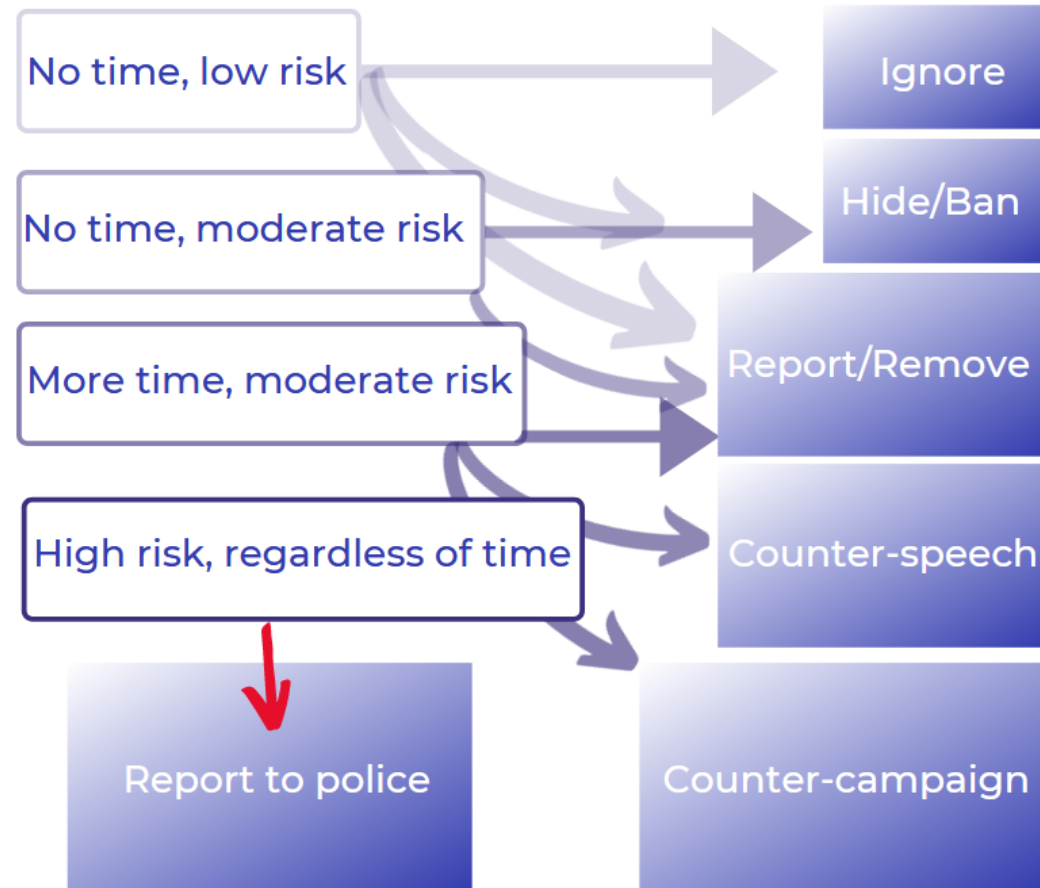 No time, low risk
Ignore
Hide/Ban
No time, moderate risk
Report/Remove
More time, moderate risk
Counter-speech
High risk, regardless of time
Report to police
Counter-campaign